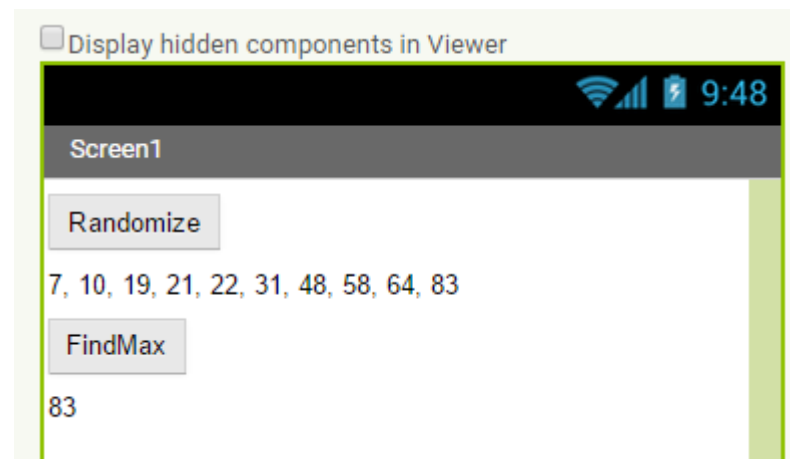 Display hidden components in Viewer
9:48
Screen1
Randomize
7, 10, 19, 21, 22, 31, 48, 58, 64, 83
FindMax
83